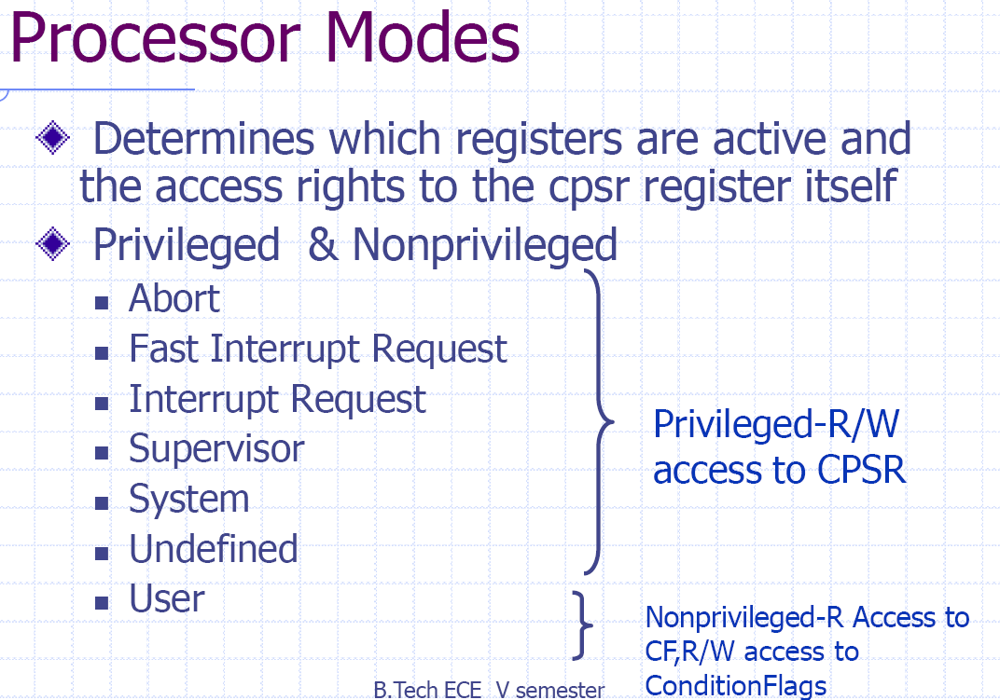 Processor Modes
Determines which registers are active and
the access rights to the cpsr register itself
Privileged & Nonprivileged
Abort
Fast Interrupt Request
Interrupt Request
Supervisor
System
Undefined
User
Privileged-R/W
access to CPSR
Nonprivileged-R Access to
CF,R/W access to
ConditionFlags
B.Tech ECE V semester